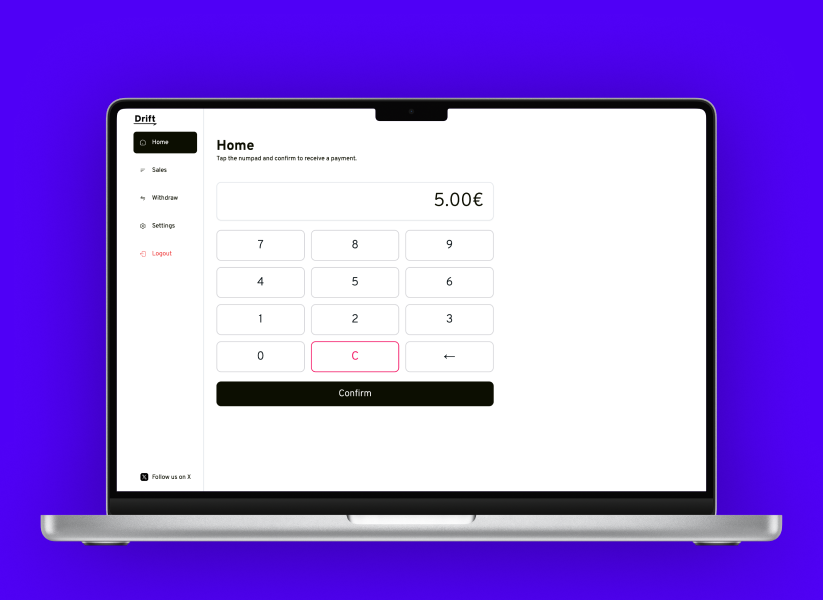 Drift
Home
Sales
Withdraw
Settings
Logout
Follow us on X
Home
Tap the numpad and confirm to receive a payment.
5.00€
7 8 9
4 5 6
1 2 3
0 C ←
Confirm